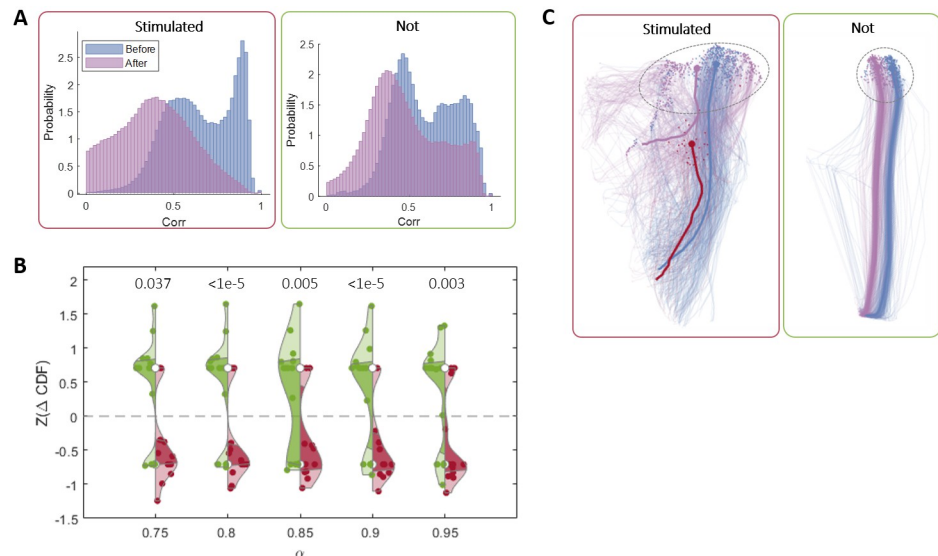 A
Stimulated
Not
Before
After
Probability
2.5
2
1.5
1
0.5
0
0
0.5
1
Corr
Probability
2.5
2
1.5
1
0.5
0
0
0.5
1
Corr
B
Z(Δ CDF)
2
1.5
1
0.5
0
-0.5
-1
-1.5
0.037
<1e-5
0.005
<1e-5
0.003
0.75
0.8
0.85
0.9
0.95
α
C
Stimulated
Not